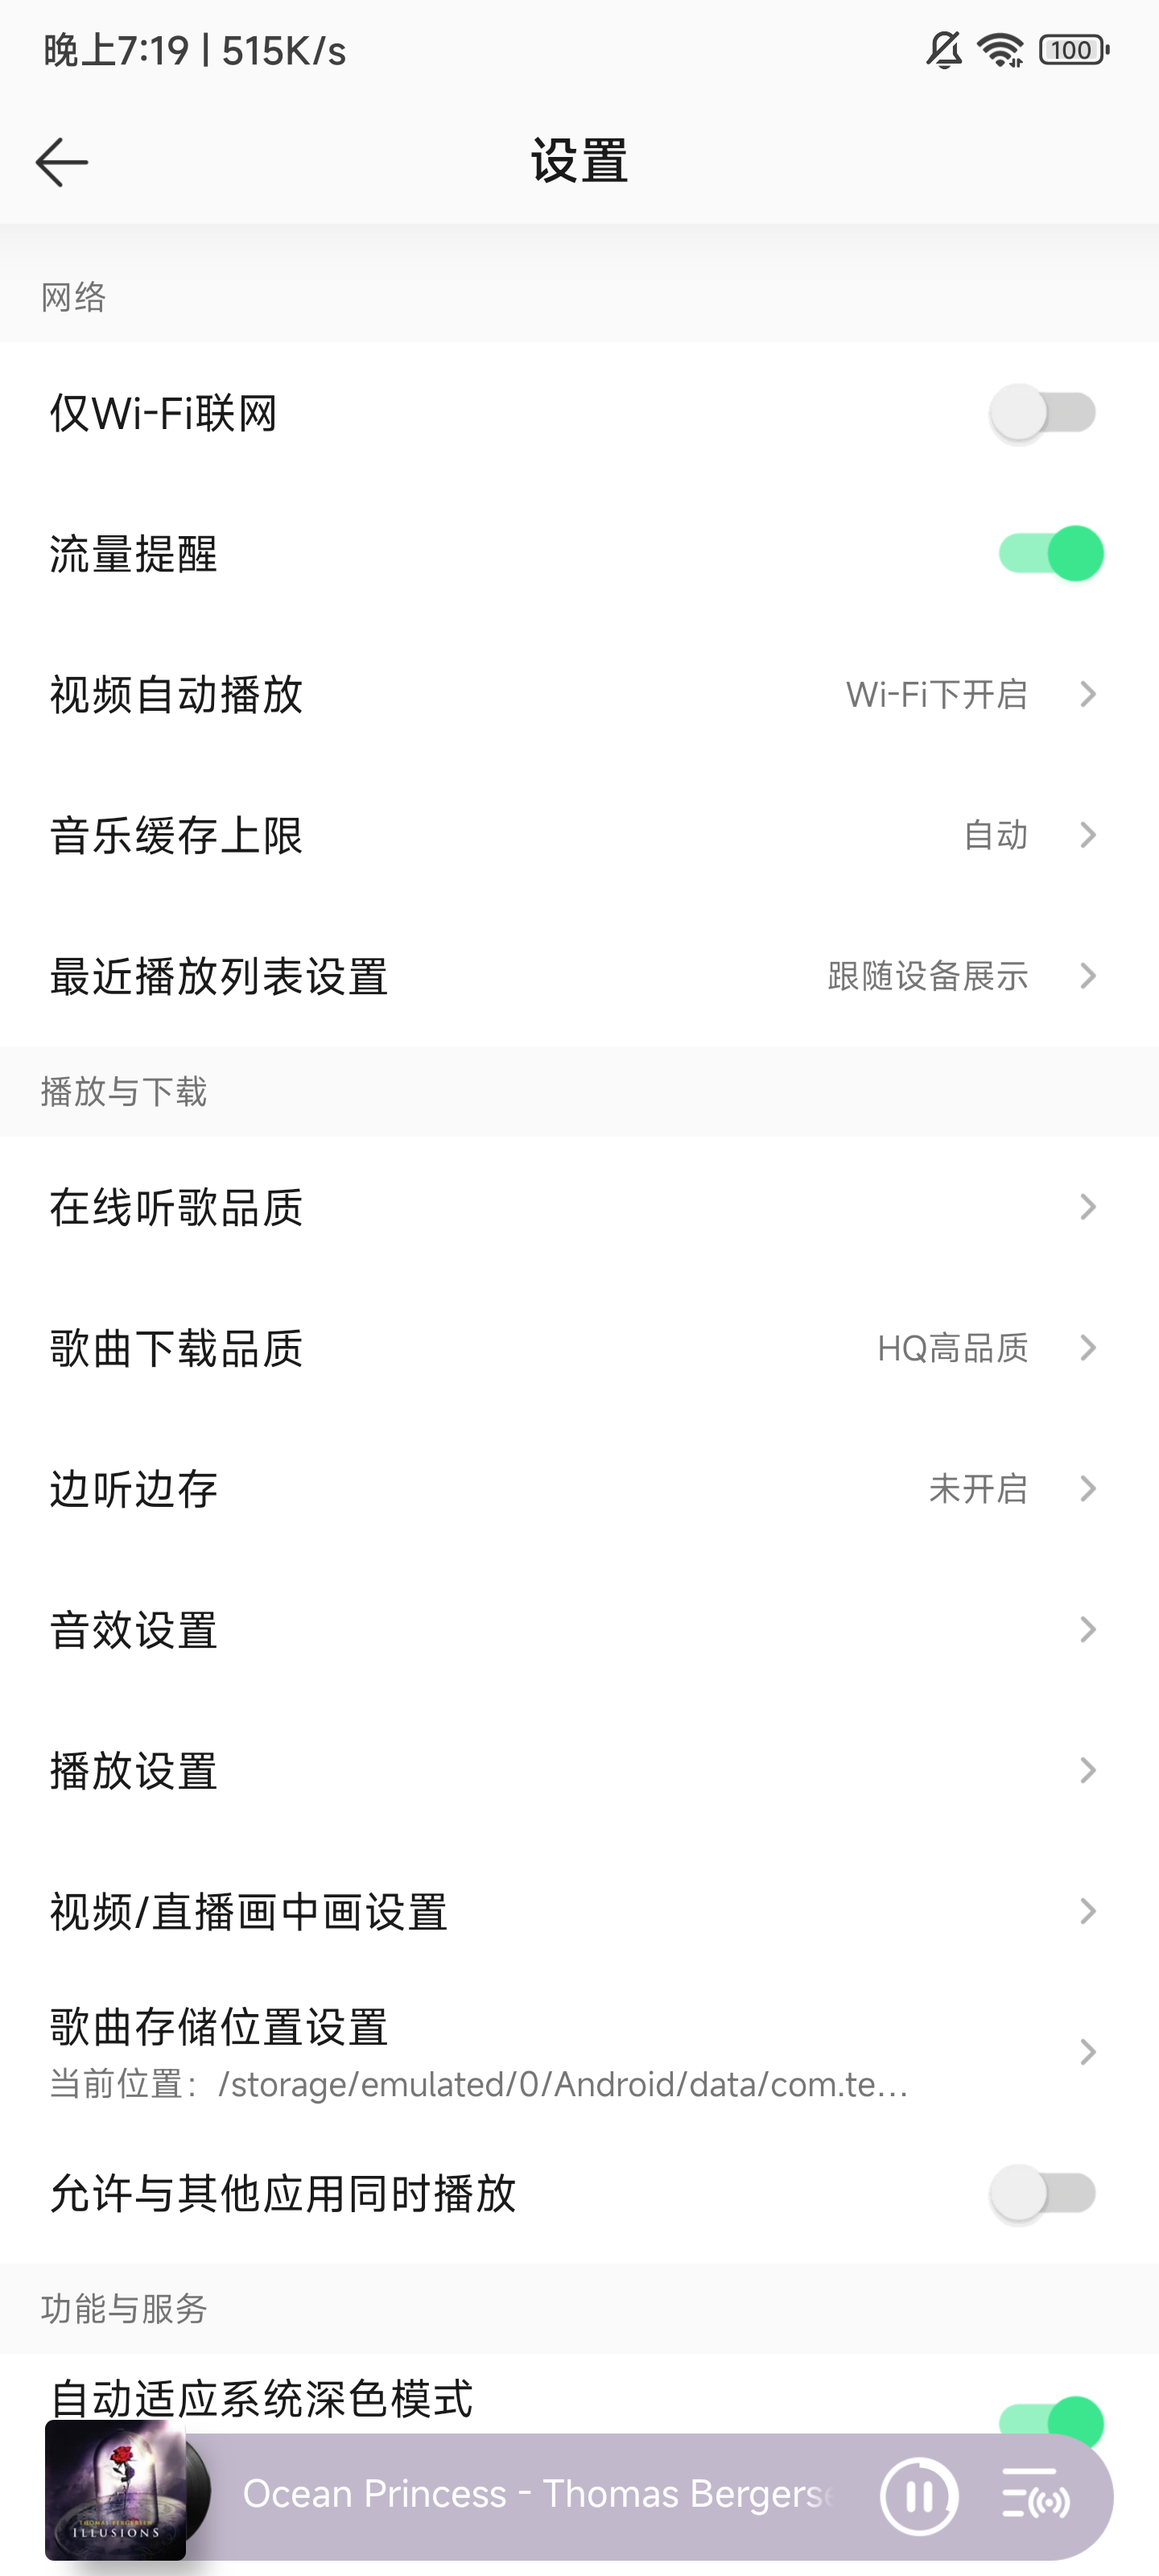 晚上7:19 | 515K/s
100
设置
网络
仅Wi-Fi联网
流量提醒
视频自动播放 Wi-Fi下开启
音乐缓存上限 自动
最近播放列表设置 跟随设备展示
播放与下载
在线听歌品质
歌曲下载品质 HQ高品质
边听边存 未开启
音效设置
播放设置
视频/直播画中画设置
歌曲存储位置设置
当前位置：/storage/emulated/0/Android/data/com.te...
允许与其他应用同时播放
功能与服务
自动适应系统深色模式
Ocean Princess - Thomas Bergerse
THOMAS BERGERSEN
ILLUSIONS